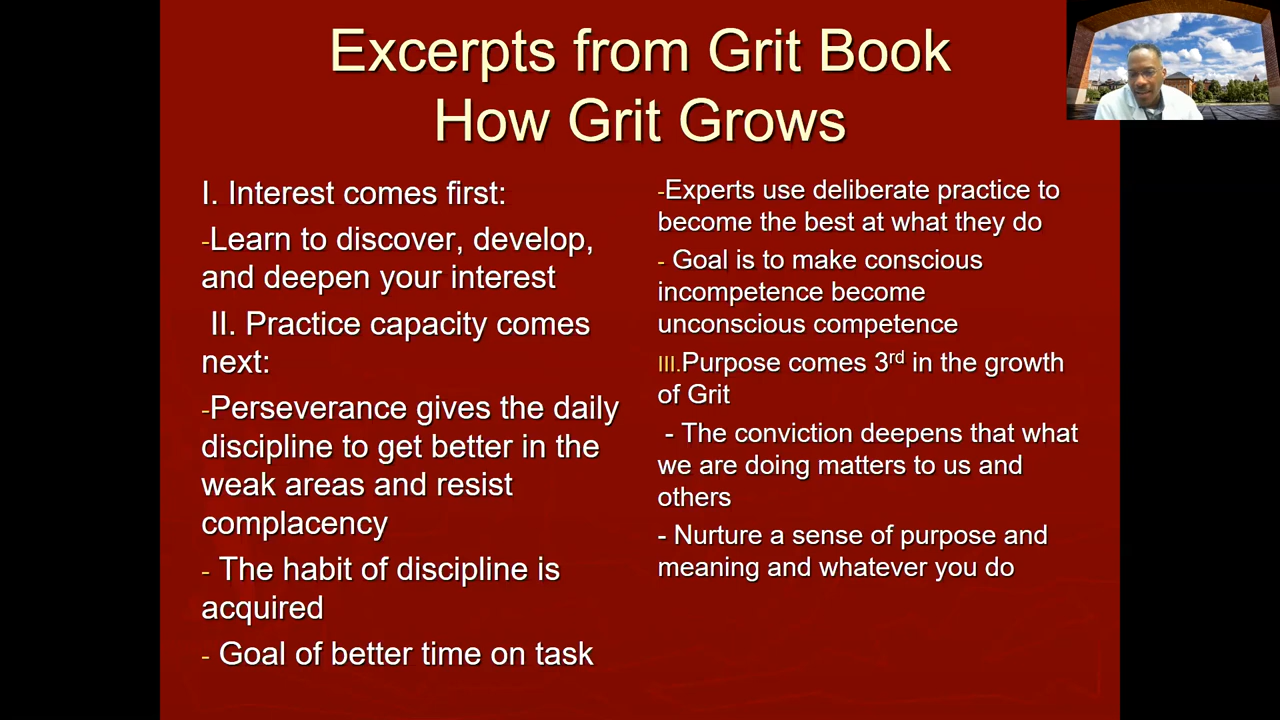 Excerpts from Grit Book
How Grit Grows
I. Interest comes first:
-Learn to discover, develop,
and deepen your interest
II. Practice capacity comes
next:
-Perseverance gives the daily
discipline to get better in the
weak areas and resist
complacency
- The habit of discipline is
acquired
- Goal of better time on task
-Experts use deliberate practice to
become the best at what they do
- Goal is to make conscious
incompetence become
unconscious competence
III.Purpose comes 3rd in the growth
of Grit
- The conviction deepens that what
we are doing matters to us and
others
- Nurture a sense of purpose and
meaning and whatever you do